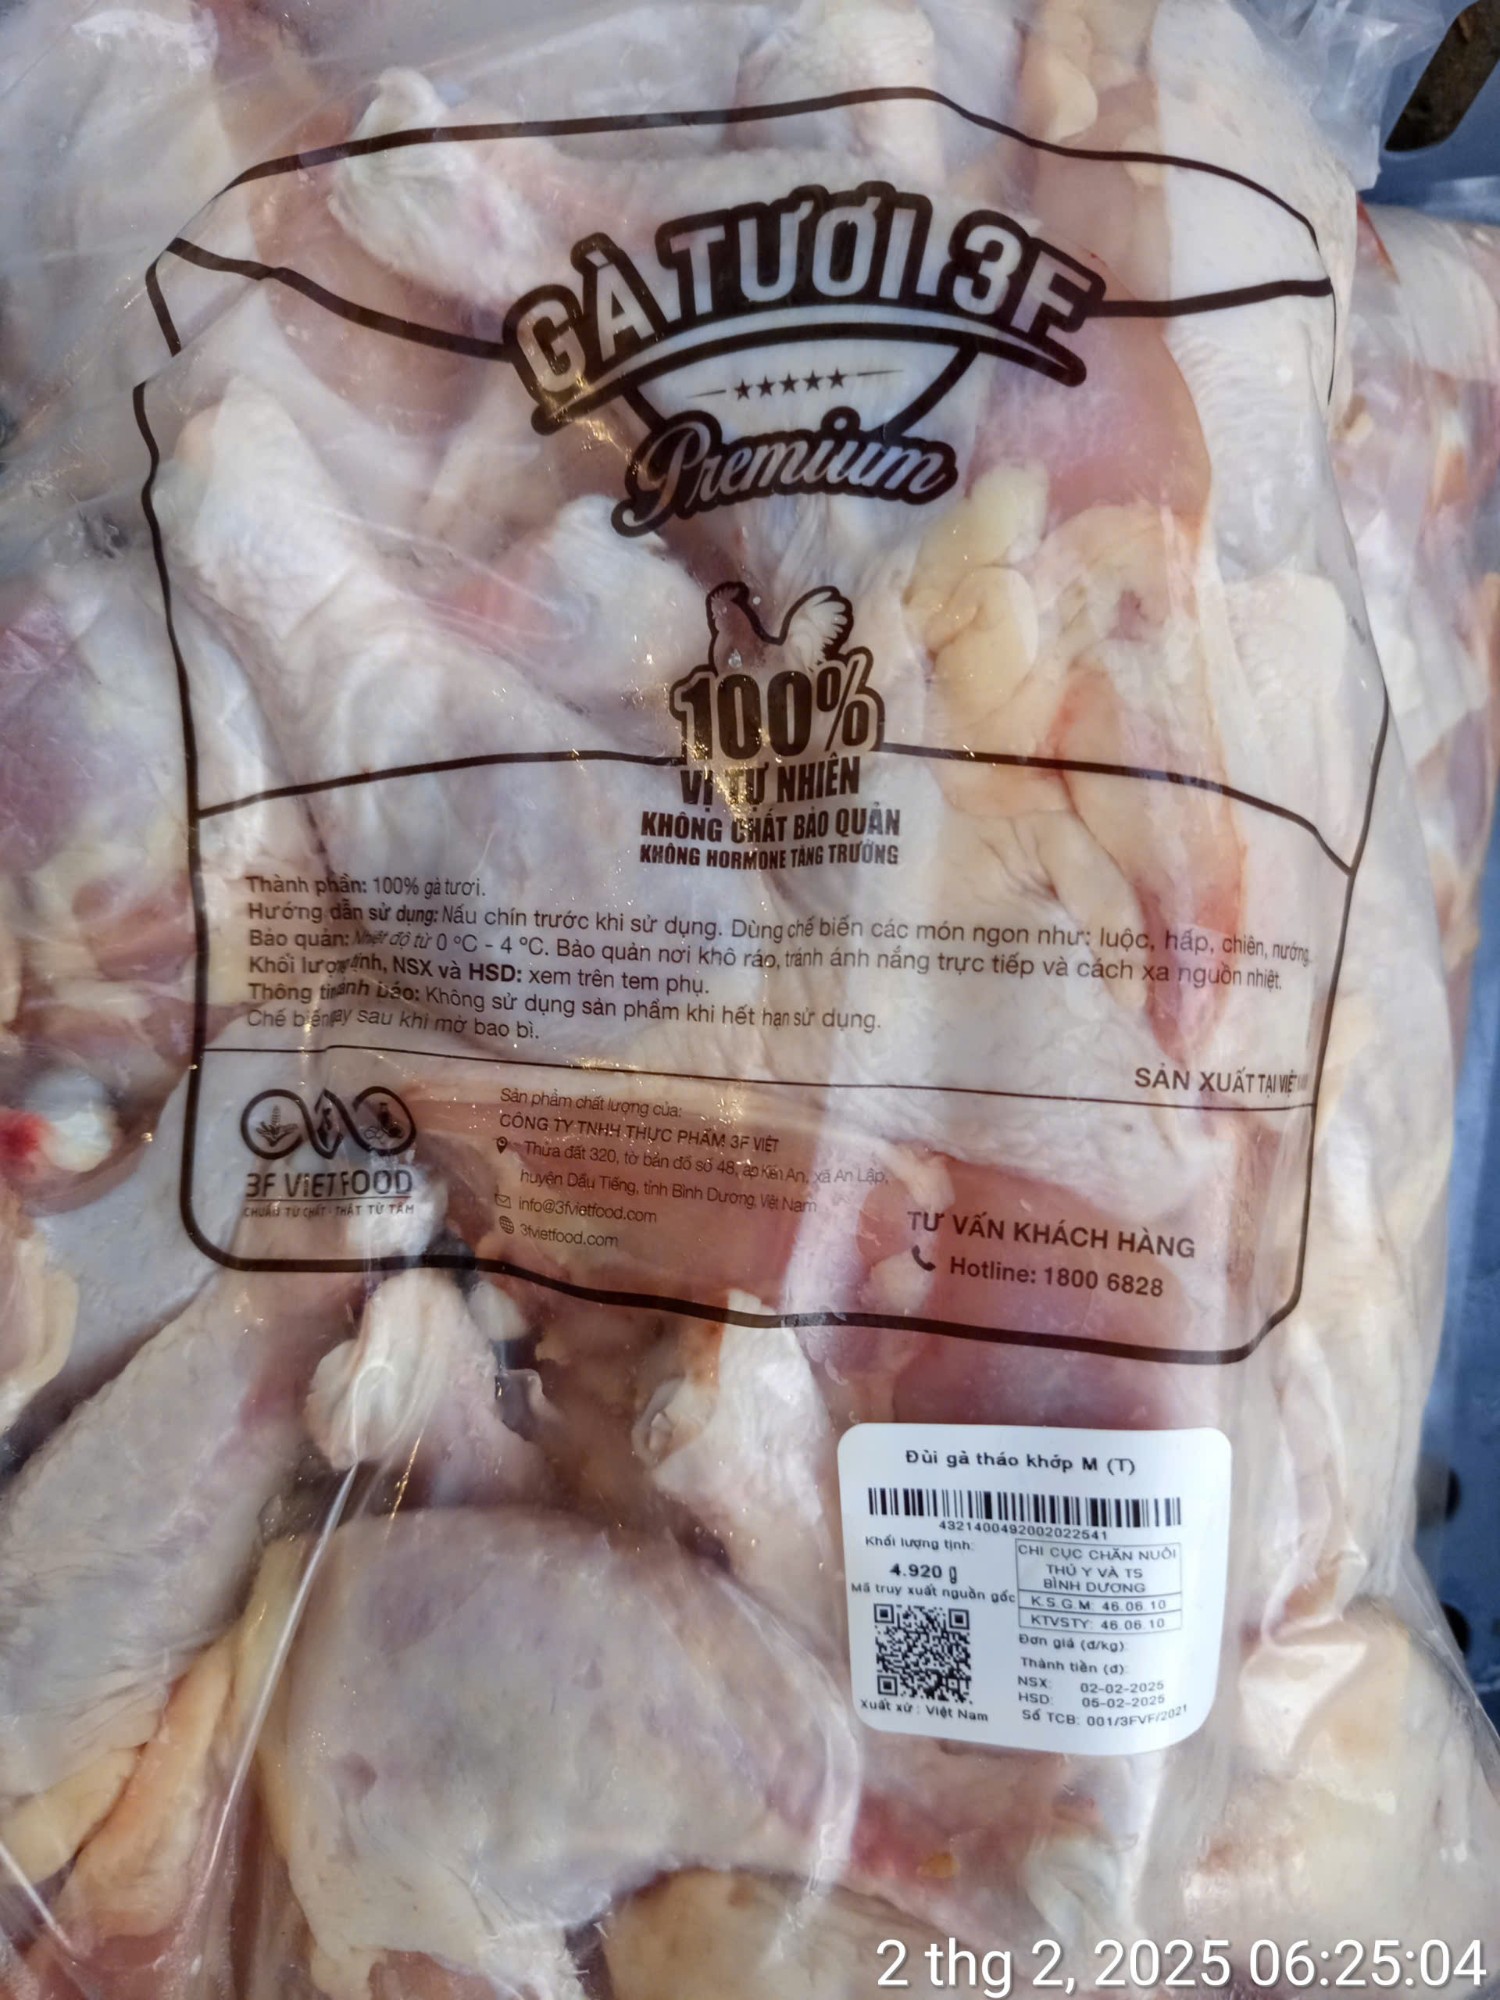 GÀ TƯƠI 3F
Premium
100%
VỊ TỰ NHIÊN
KHÔNG CHẤT BẢO QUẢN
KHÔNG HORMONE TĂNG TRƯỞNG
Thành phần: 100% gà tươi.
Hướng dẫn sử dụng: Nấu chín trước khi sử dụng. Dùng chế biến các món ngon như: luộc, hấp, chiên, nướng.
Bảo quản: Nhiệt độ từ 0 °C - 4 °C. Bảo quản nơi khô ráo, tránh ánh nắng trực tiếp và cách xa nguồn nhiệt.
Khối lượng tịnh, NSX và HSD: xem trên tem phụ.
Thông tin cảnh báo: Không sử dụng sản phẩm khi hết hạn sử dụng.
Chế biến ngay sau khi mở bao bì.
SẢN XUẤT TẠI VIỆT NAM
3F VIETFOOD
CHUẨN TỪ CHẤT - THẬT TỪ TÂM
Sản phẩm chất lượng của:
CÔNG TY TNHH THỰC PHẨM 3F VIỆT
Thửa đất 320, tờ bản đồ số 48, ấp Kiến An, xã An Lập,
huyện Dầu Tiếng, tỉnh Bình Dương, Việt Nam
info@3fvietfood.com
3fvietfood.com
TƯ VẤN KHÁCH HÀNG
Hotline: 1800 6828
Đùi gà tháo khớp M (T)
4321400492002022541
Khối lượng tịnh:
4.920 g
Mã truy xuất nguồn gốc
Xuất xứ : Việt Nam
CHI CỤC CHĂN NUÔI
THÚ Y VÀ TS
BÌNH DƯƠNG
K.S.G.M: 46.06.10
KTVSTY: 46.06.10
Đơn giá (đ/kg):
Thành tiền (đ):
NSX: 02-02-2025
HSD: 05-02-2025
Số TCB: 001/3FVF/2021
2 thg 2, 2025 06:25:04